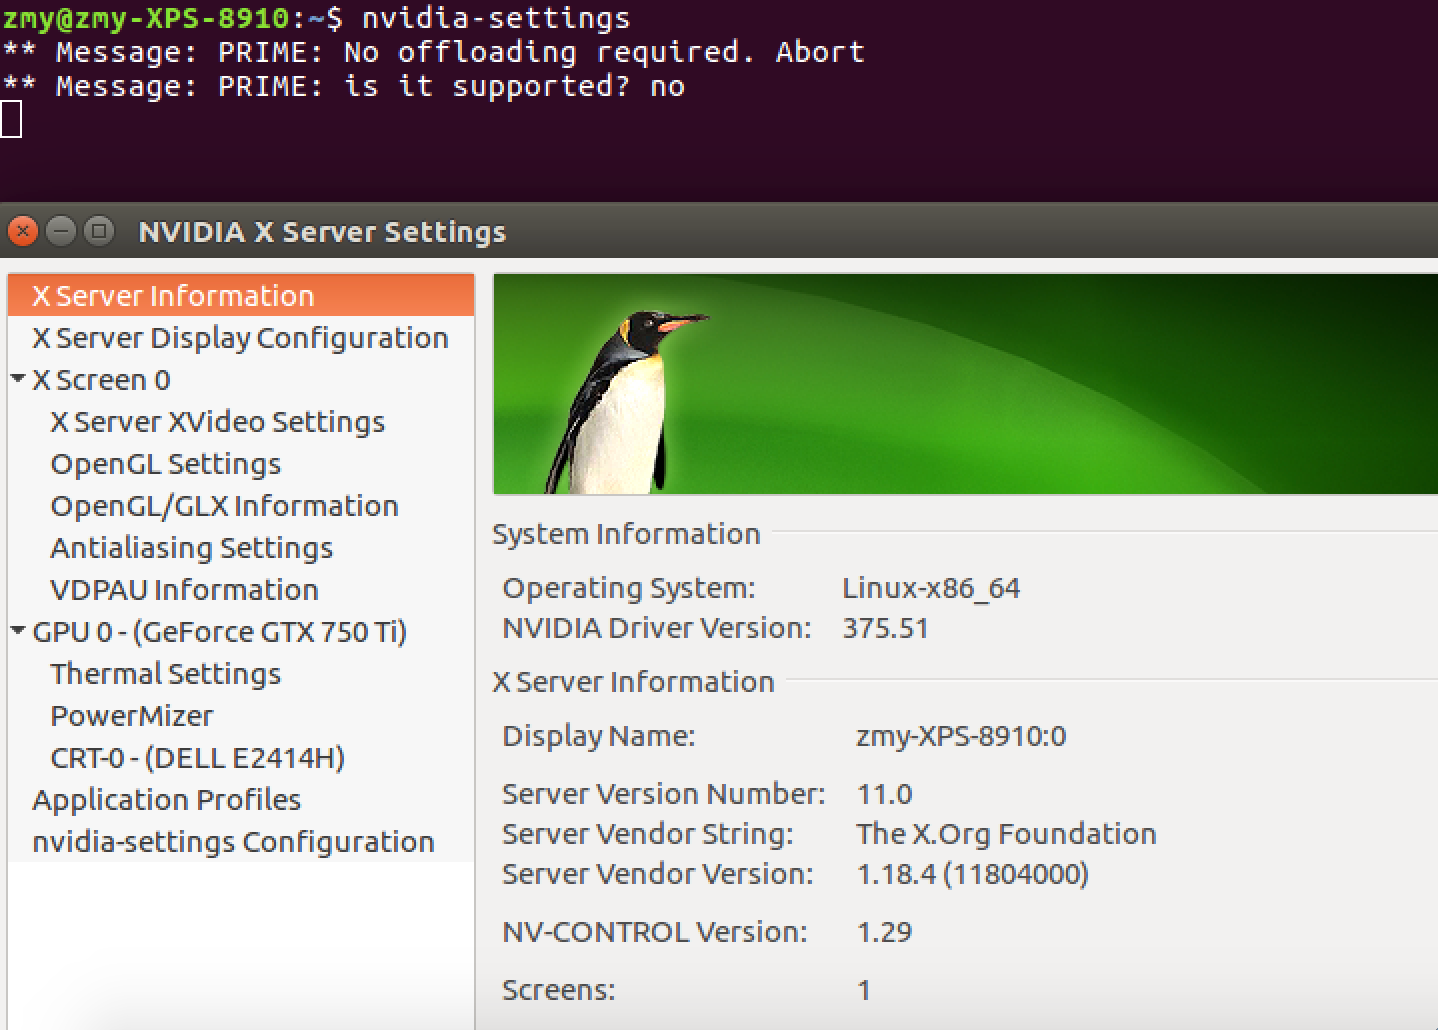 zmy@zmy-XPS-8910:~$ nvidia-settings
** Message: PRIME: No offloading required. Abort
** Message: PRIME: is it supported? no
NVIDIA X Server Settings
X Server Information
X Server Display Configuration
X Screen 0
X Server XVideo Settings
OpenGL Settings
OpenGL/GLX Information
Antialiasing Settings
VDPAU Information
GPU 0 - (GeForce GTX 750 Ti)
Thermal Settings
PowerMizer
CRT-0 - (DELL E2414H)
Application Profiles
nvidia-settings Configuration
System Information
Operating System: Linux-x86_64
NVIDIA Driver Version: 375.51
X Server Information
Display Name: zmy-XPS-8910:0
Server Version Number: 11.0
Server Vendor String: The X.Org Foundation
Server Vendor Version: 1.18.4 (11804000)
NV-CONTROL Version: 1.29
Screens: 1